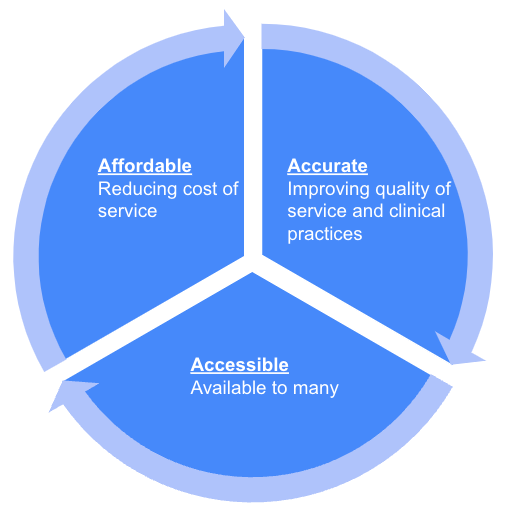 Affordable
Reducing cost of
service
Accurate
Improving quality of
service and clinical
practices
Accessible
Available to many